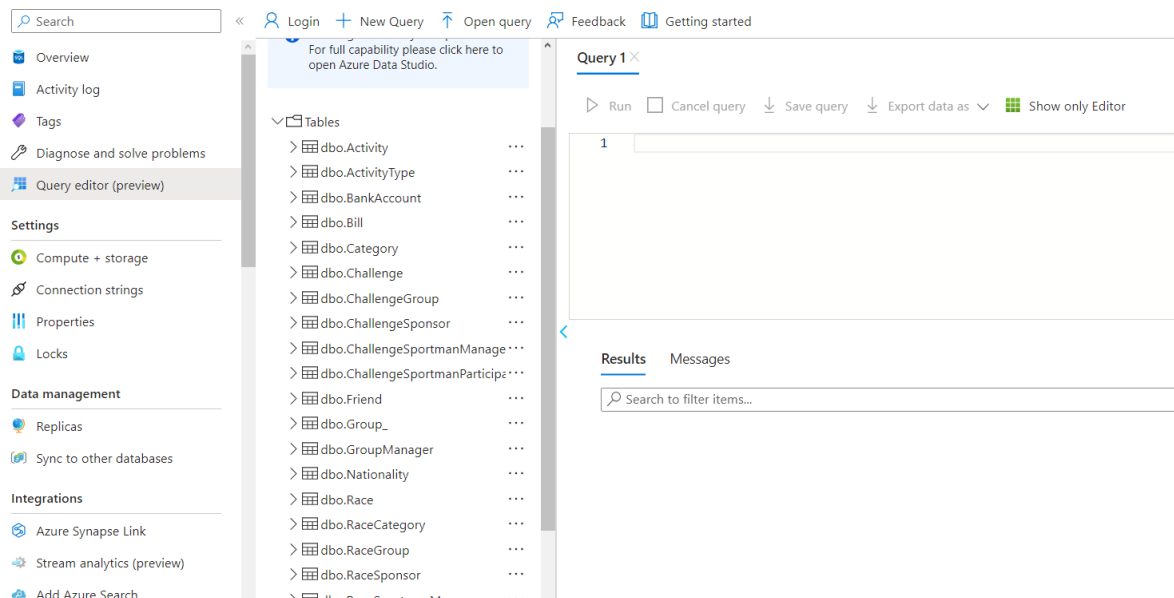 Search
Login
New Query
Open query
Feedback
Getting started
Overview
Activity log
Tags
Diagnose and solve problems
Query editor (preview)
Settings
Compute + storage
Connection strings
Properties
Locks
Data management
Replicas
Sync to other databases
Integrations
Azure Synapse Link
Stream analytics (preview)
Add Azure Search
For full capability please click here to
open Azure Data Studio.
Tables
dbo.Activity
dbo.ActivityType
dbo.BankAccount
dbo.Bill
dbo.Category
dbo.Challenge
dbo.ChallengeGroup
dbo.ChallengeSponsor
dbo.ChallengeSportmanManage
dbo.ChallengeSportmanParticipa
dbo.Friend
dbo.Group_
dbo.GroupManager
dbo.Nationality
dbo.Race
dbo.RaceCategory
dbo.RaceGroup
dbo.RaceSponsor
Query 1
Run
Cancel query
Save query
Export data as
Show only Editor
1
Results
Messages
Search to filter items...